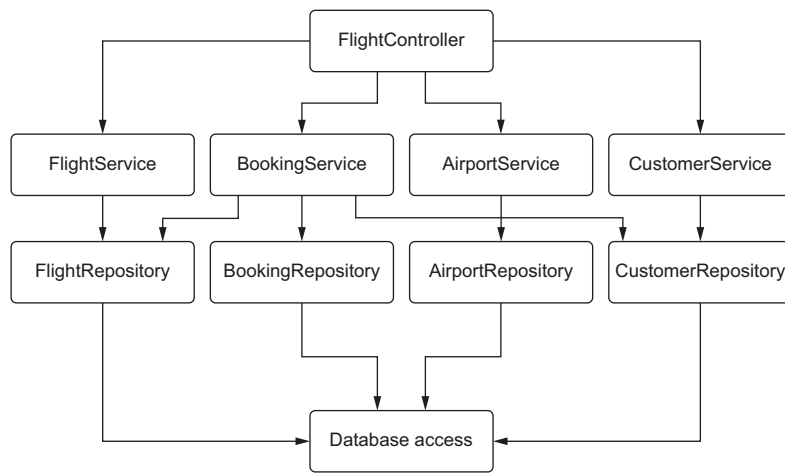 FlightController
FlightService
BookingService
AirportService
CustomerService
FlightRepository
BookingRepository
AirportRepository
CustomerRepository
Database access